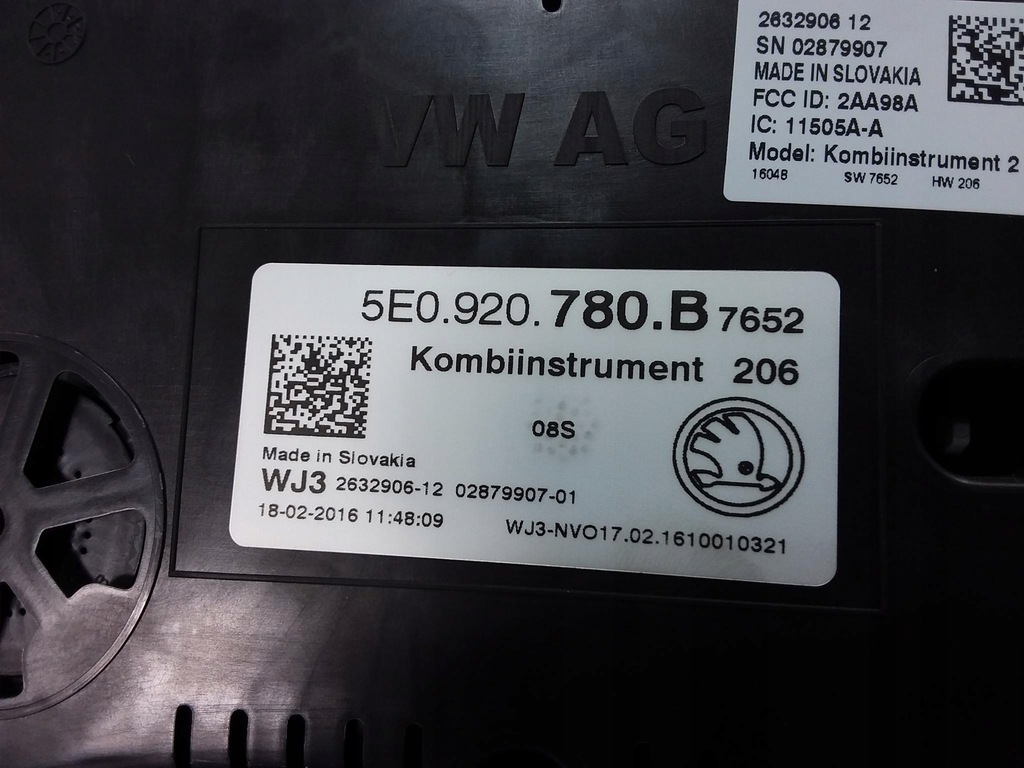 2632906 12
SN 02879907
MADE IN SLOVAKIA
FCC ID: 2AA98A
IC: 11505A-A
Model: Kombiinstrument 2
16048 SW 7652 HW 206
VW AG
5E0.920.780.B 7652
Kombiinstrument 206
08S
Made in Slovakia
WJ3 2632906-12 02879907-01
18-02-2016 11:48:09 WJ3-NVO17.02.1610010321